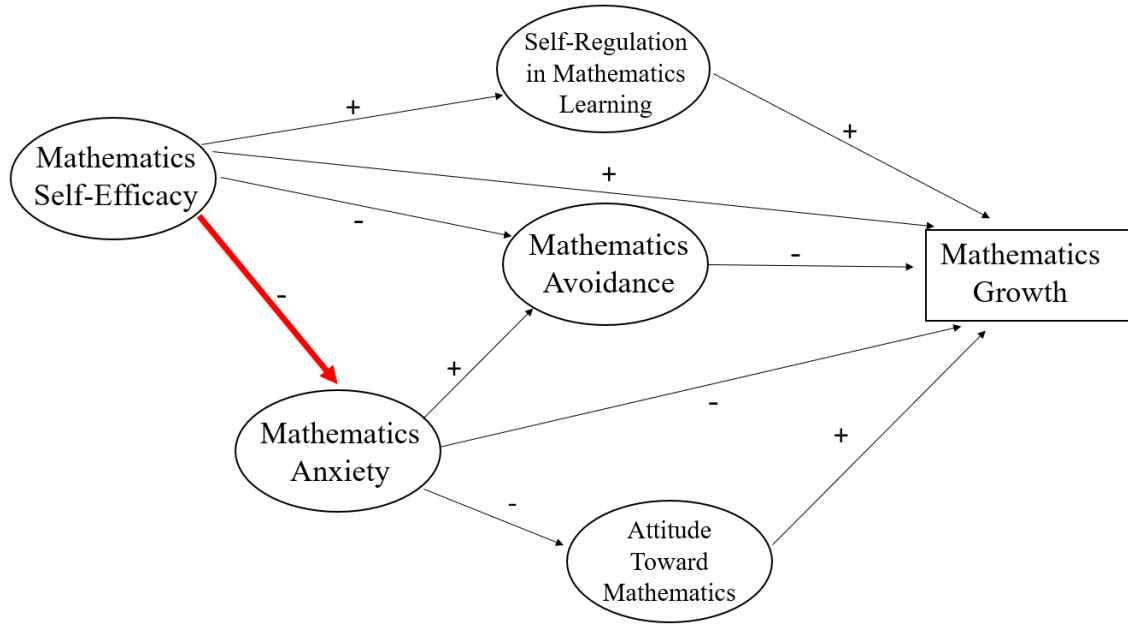 Self-Regulation
in Mathematics
Learning
+
+
Mathematics
Self-Efficacy
+
-
Mathematics
Avoidance
-
Mathematics
Growth
-
+
-
Mathematics
Anxiety
+
-
Attitude
Toward
Mathematics